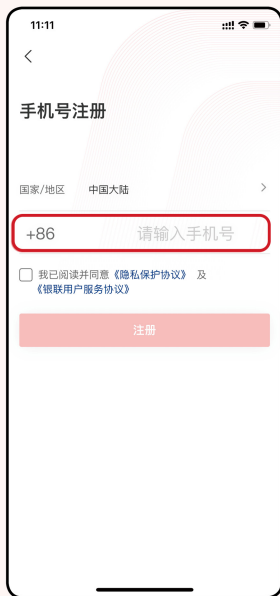 11:11
手机号注册
国家/地区 中国大陆
+86 请输入手机号
我已阅读并同意《隐私保护协议》 及
《银联用户服务协议》
注册